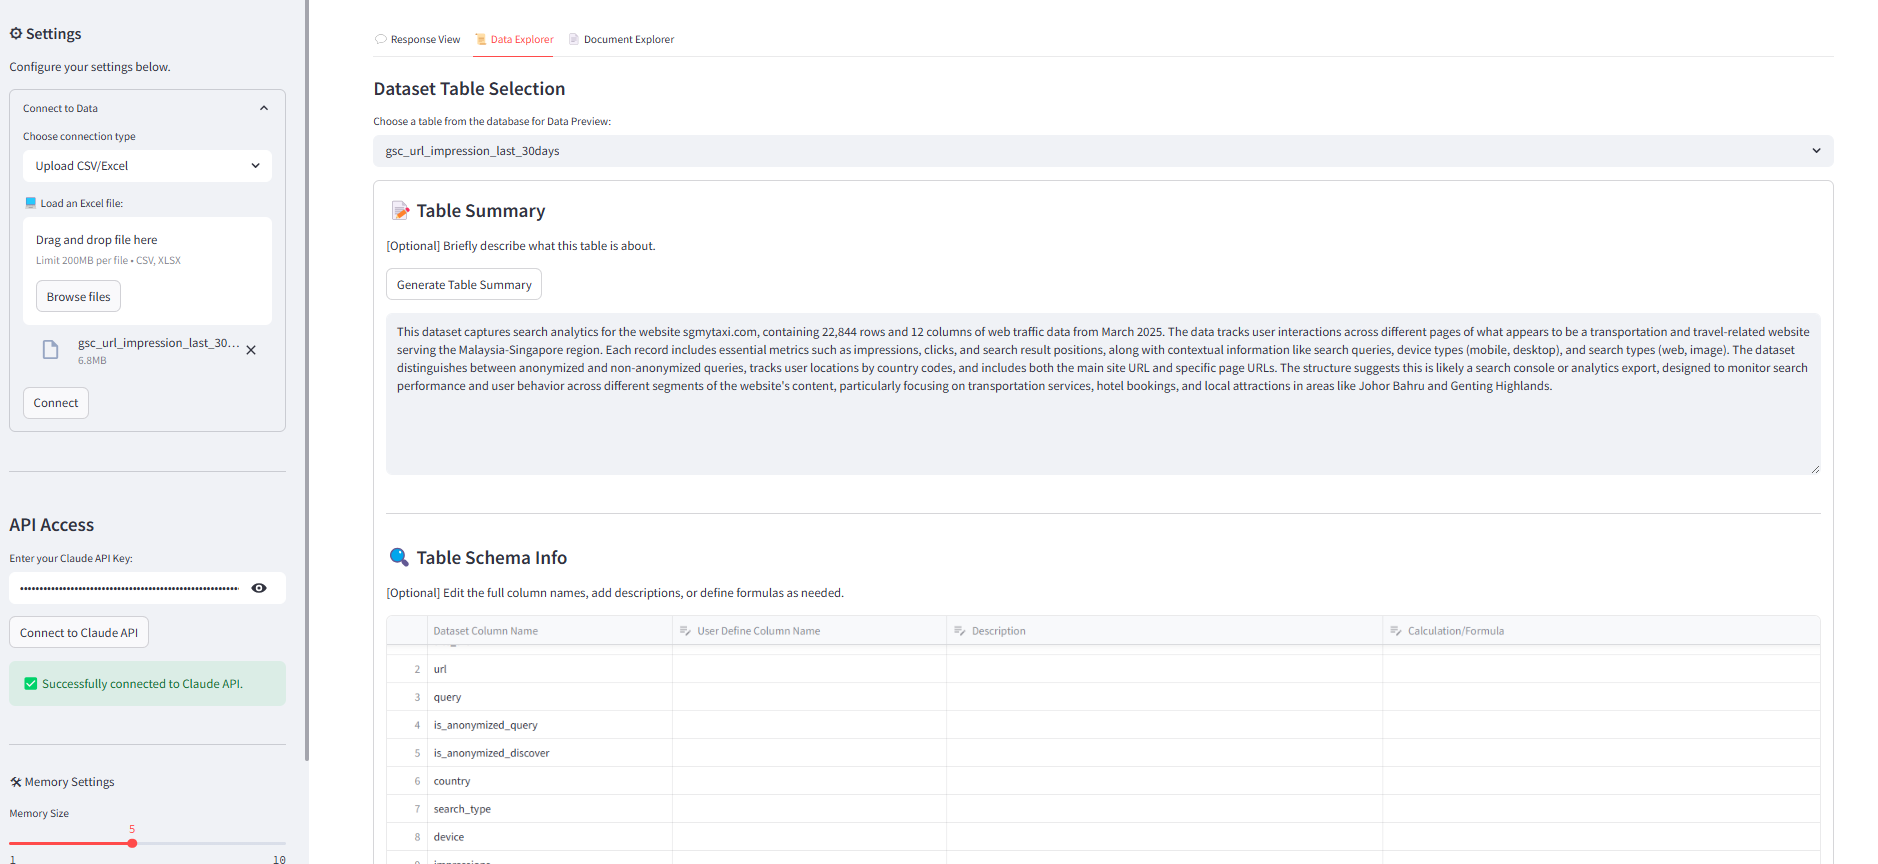 Settings
Configure your settings below.
Connect to Data
Choose connection type
Upload CSV/Excel
Load an Excel file:
Drag and drop file here
Limit 200MB per file • CSV, XLSX
Browse files
gsc_url_impression_last_30...
6.8MB
Connect
API Access
Enter your Claude API Key:
Connect to Claude API
Successfully connected to Claude API.
Memory Settings
Memory Size
5
1 10
Response View Data Explorer Document Explorer
Dataset Table Selection
Choose a table from the database for Data Preview:
gsc_url_impression_last_30days
Table Summary
[Optional] Briefly describe what this table is about.
Generate Table Summary
This dataset captures search analytics for the website sgmytaxi.com, containing 22,844 rows and 12 columns of web traffic data from March 2025. The data tracks user interactions across different pages of what appears to be a transportation and travel-related website
serving the Malaysia-Singapore region. Each record includes essential metrics such as impressions, clicks, and search result positions, along with contextual information like search queries, device types (mobile, desktop), and search types (web, image). The dataset
distinguishes between anonymized and non-anonymized queries, tracks user locations by country codes, and includes both the main site URL and specific page URLs. The structure suggests this is likely a search console or analytics export, designed to monitor search
performance and user behavior across different segments of the website's content, particularly focusing on transportation services, hotel bookings, and local attractions in areas like Johor Bahru and Genting Highlands.
Table Schema Info
[Optional] Edit the full column names, add descriptions, or define formulas as needed.
Dataset Column Name User Define Column Name Description Calculation/Formula
2 url
3 query
4 is_anonymized_query
5 is_anonymized_discover
6 country
7 search_type
8 device